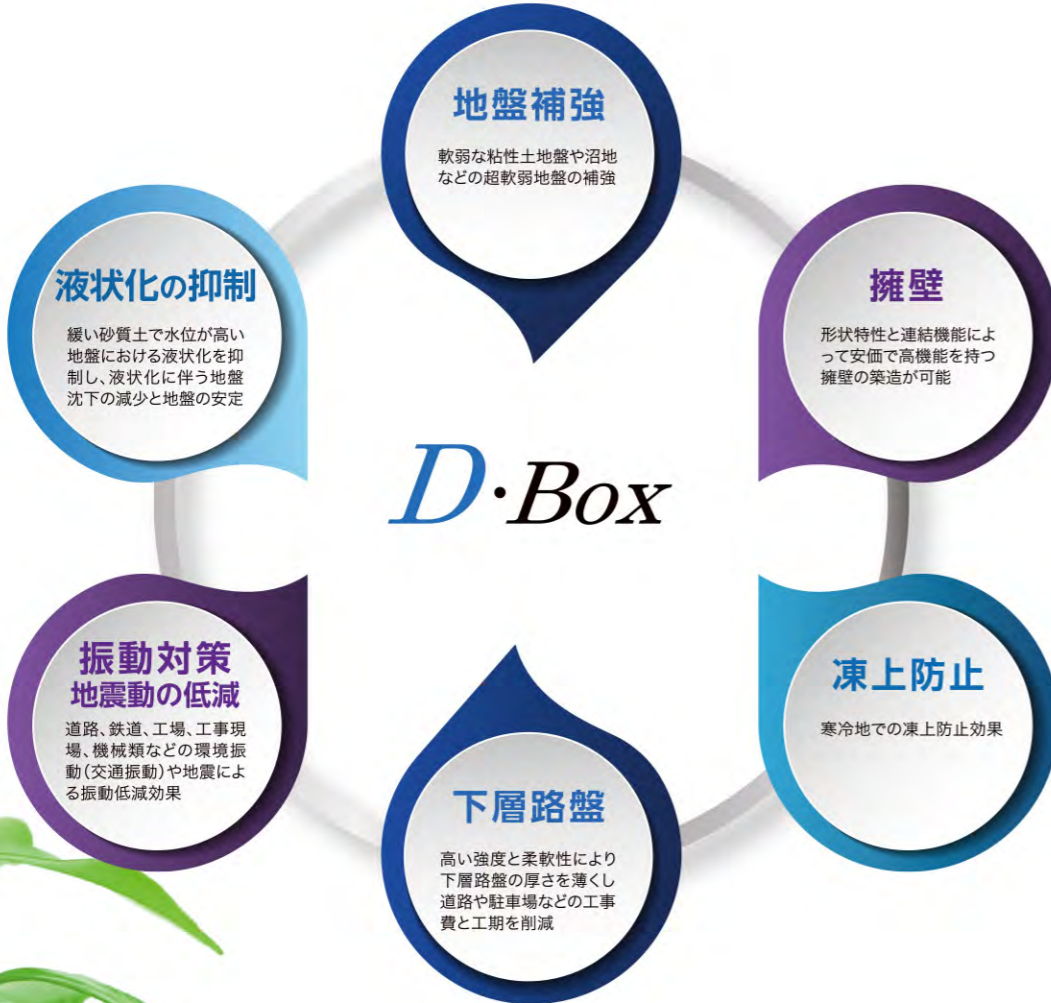 地盤補強
軟弱な粘性土地盤や沼地
などの超軟弱地盤の補強
液状化の抑制
緩い砂質土で水位が高い
地盤における液状化を抑
制し、液状化に伴う地盤
沈下の減少と地盤の安定
擁壁
形状特性と連結機能によ
って安価で高機能を持つ
擁壁の築造が可能
D・Box
振動対策
地震動の低減
道路、鉄道、工場、工事現
場、機械類などの環境振
動(交通振動)や地震によ
る振動低減効果
凍上防止
寒冷地での凍上防止効果
下層路盤
高い強度と柔軟性により
下層路盤の厚さを薄くし
道路や駐車場などの工事
費と工期を削減